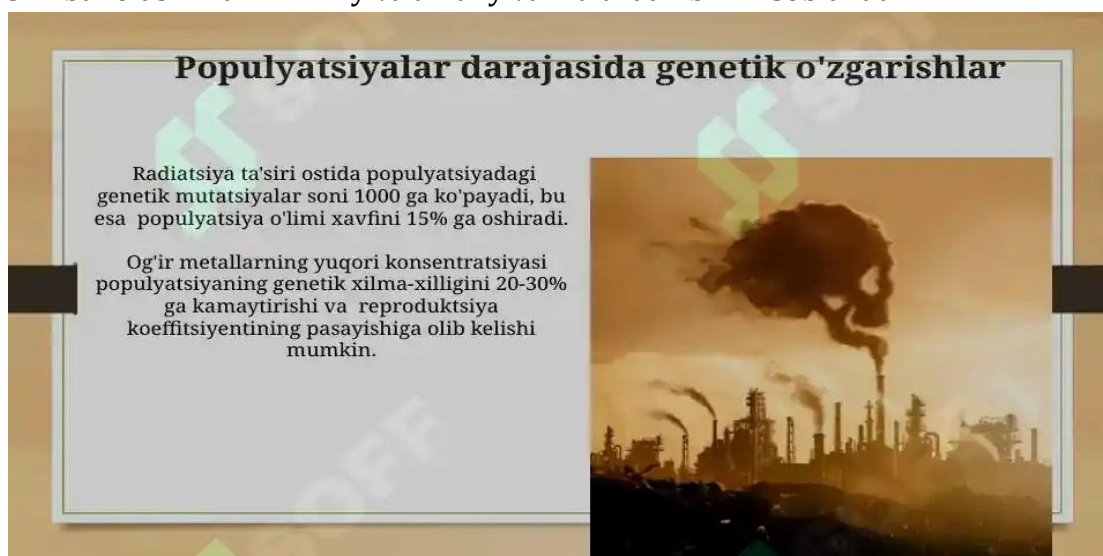 Populyatsiyalar darajasida genetik o'zgarishlar
Radiatsiya ta'siri ostida populyatsiyadagi
genetik mutatsiyalar soni 1000 ga ko'payadi, bu
esa populyatsiya o'limi xavfini 15% ga oshiradi.
Og'ir metallarning yuqori konsentratsiyasi
populyatsiyaning genetik xilma-xilligini 20-30%
ga kamaytirishi va reproduktsiya
koeffitsiyentining pasayishiga olib kelishi
mumkin.
SOFF